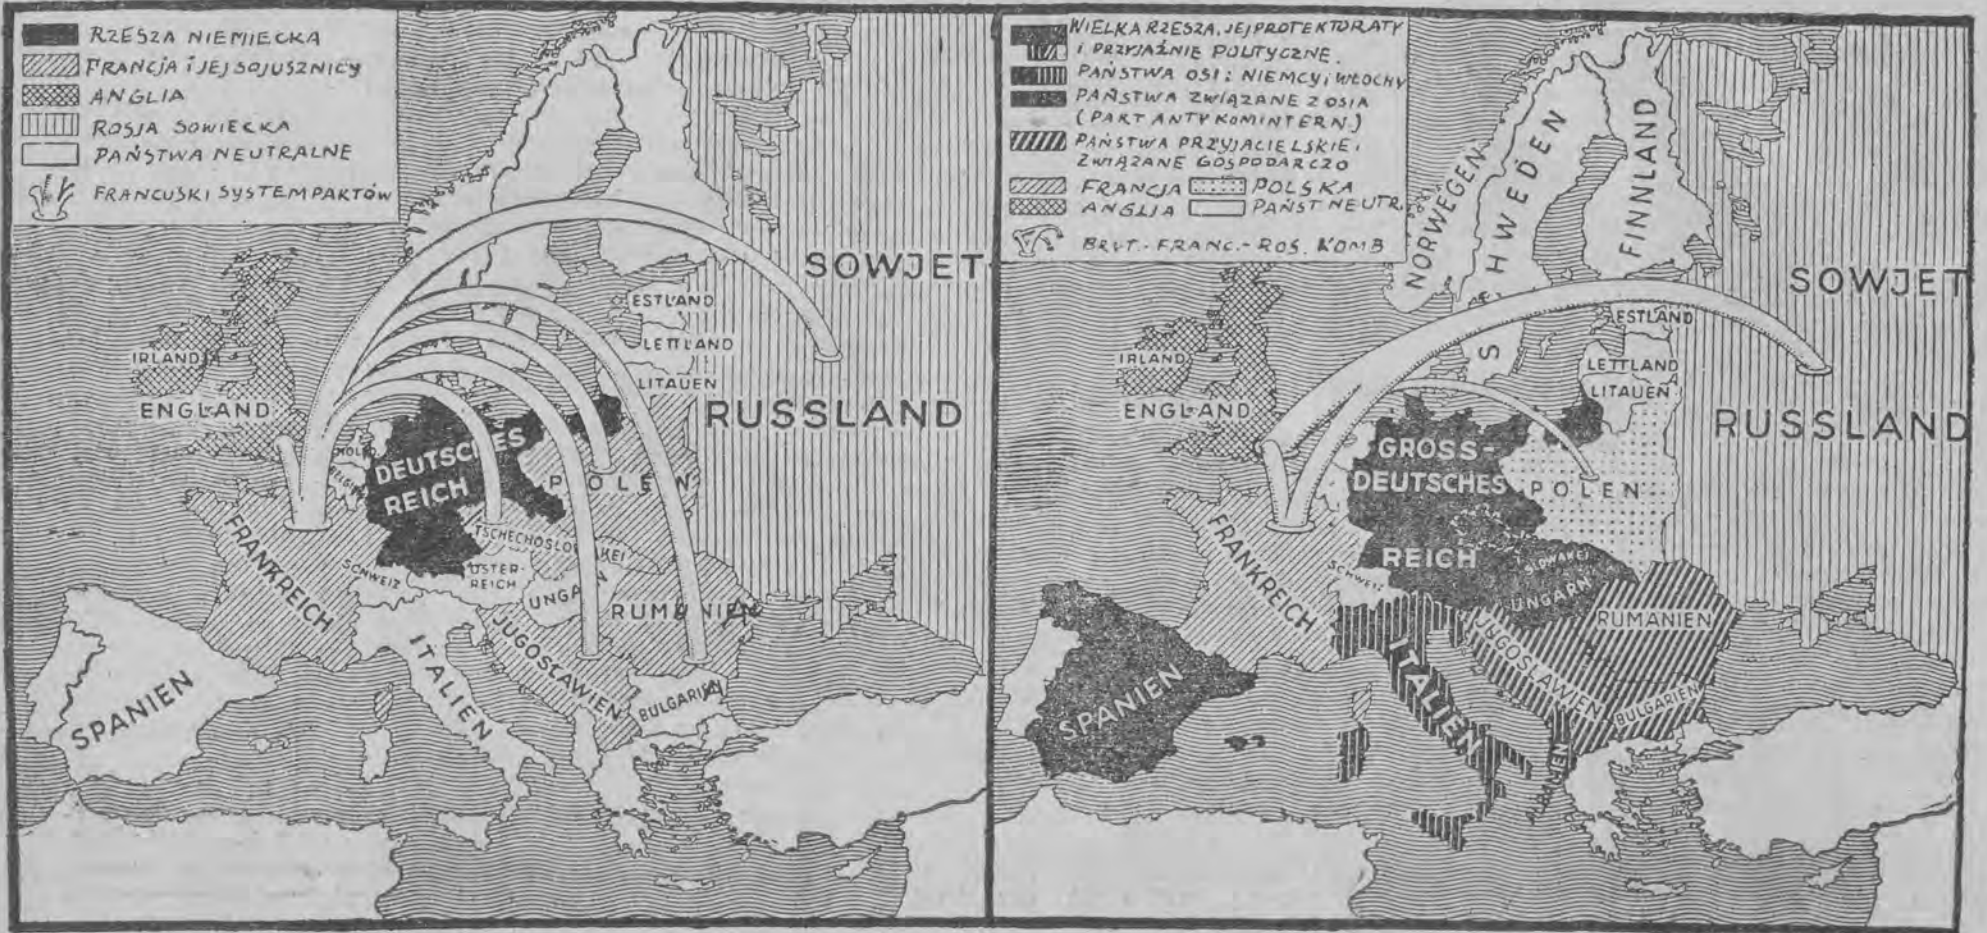 RZESZA NIEMIECKA
FRANCJA i JEJ SOJUSZNICY
ANGLIA
ROSJA SOWIECKA
PAŃSTWA NEUTRALNE
FRANCUSKI SYSTEM PAKTÓW
SOWJET-
RUSSLAND
ESTLAND
LETTLAND
LITAUEN
IRLAND
ENGLAND
DEUTSCHES
REICH
POLEN
TSCHECHOSLOWAKEI
FRANKREICH
SCHWEIZ
ÖSTER-
REICH
UNGARN
RUMÄNIEN
JUGOSLAWIEN
BULGARIEN
ITALIEN
SPANIEN
WIELKA RZESZA, JEJ PROTEKTORATY
I PRZYJAŹNIE POLITYCZNE.
PAŃSTWA OSI: NIEMCY i WŁOCHY
PAŃSTWA ZWIĄZANE Z OSIA
(PAKT ANTYKOMINTERN.)
PAŃSTWA PRZYJACIELSKIE i
ZWIĄZANE GOSPODARCZO
FRANCJA POLSKA
ANGLIA PAŃST NEUTR.
BRYT.-FRANC.-ROS. KOMB
NORWEGEN
SCHWEDEN
FINNLAND
SOWJET
RUSSLAND
ESTLAND
LETTLAND
LITAUEN
IRLAND
ENGLAND
GROSS-
DEUTSCHES
REICH
POLEN
FRANKREICH
SCHWEIZ
SLOWAKEI
UNGARN
RUMÄNIEN
JUGOSLAWIEN
BULGARIEN
ITALIEN
ALBANIEN
SPANIEN